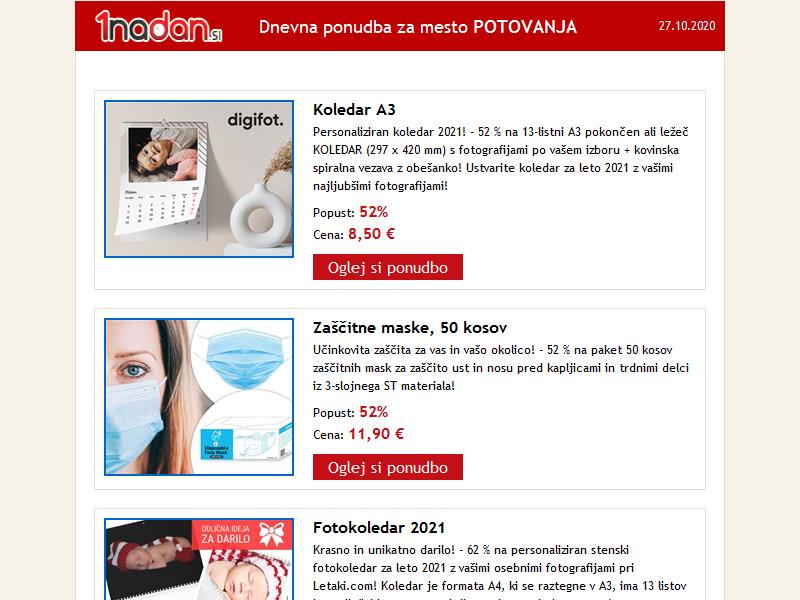 1nadan.si
Dnevna ponudba za mesto POTOVANJA
27.10.2020
digifot.
Koledar A3
Personaliziran koledar 2021! - 52 % na 13-listni A3 pokončen ali ležeč
KOLEDAR (297 x 420 mm) s fotografijami po vašem izboru + kovinska
spiralna vezava z obešanko! Ustvarite koledar za leto 2021 z vašimi
najljubšimi fotografijami!
Popust: 52%
Cena: 8,50 €
Oglej si ponudbo
Disposable
Face Mask
Zaščitne maske, 50 kosov
Učinkovita zaščita za vas in vašo okolico! - 52 % na paket 50 kosov
zaščitnih mask za zaščito ust in nosu pred kapljicami in trdnimi delci
iz 3-slojnega ST materiala!
Popust: 52%
Cena: 11,90 €
Oglej si ponudbo
ODLIČNA IDEJA
ZA DARILO
Fotokoledar 2021
Krasno in unikatno darilo! - 62 % na personaliziran stenski
fotokoledar za leto 2021 z vašimi osebnimi fotografijami pri
Letaki.com! Koledar je formata A4, ki se raztegne v A3, ima 13 listov